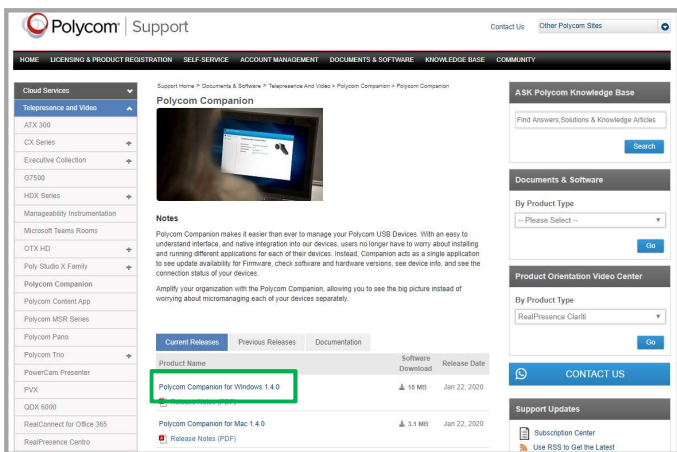 Polycom | Support
Contact Us
Other Polycom Sites
HOME LICENSING & PRODUCT REGISTRATION SELF-SERVICE ACCOUNT MANAGEMENT DOCUMENTS & SOFTWARE KNOWLEDGE BASE COMMUNITY
Cloud Services
Telepresence and Video
ATX 300
CX Series
Executive Collection
G7500
HDX Series
Manageability Instrumentation
Microsoft Teams Rooms
OTX HD
Poly Studio X Family
Polycom Companion
Polycom Content App
Polycom MSR Series
Polycom Pano
Polycom Trio
PowerCam Presenter
PVX
QDX 6000
RealConnect for Office 365
RealPresence Centro
Support Home > Documents & Software > Telepresence And Video > Polycom Companion > Polycom Companion
Polycom Companion
Notes
Polycom Companion makes it easier than ever to manage your Polycom USB Devices. With an easy to
understand interface, and native integration into our devices, users no longer have to worry about installing
and running different applications for each of their devices. Instead, Companion acts as a single application
to see update availability for Firmware, check software and hardware versions, see device info, and see the
connection status of your devices.
Amplify your organization with the Polycom Companion, allowing you to see the big picture instead of
worrying about micromanaging each of your devices separately.
Current Releases Previous Releases Documentation
Product Name Software Download Release Date
Polycom Companion for Windows 1.4.0 18 MB Jan 22, 2020
Release Notes (PDF)
Polycom Companion for Mac 1.4.0 3.1 MB Jan 22, 2020
Release Notes (PDF)
ASK Polycom Knowledge Base
Find Answers,Solutions & Knowledge Articles
Search
Documents & Software
By Product Type
-- Please Select --
Go
Product Orientation Video Center
By Product Type
RealPresence Clariti
Go
CONTACT US
Support Updates
Subscription Center
Use RSS to Get the Latest